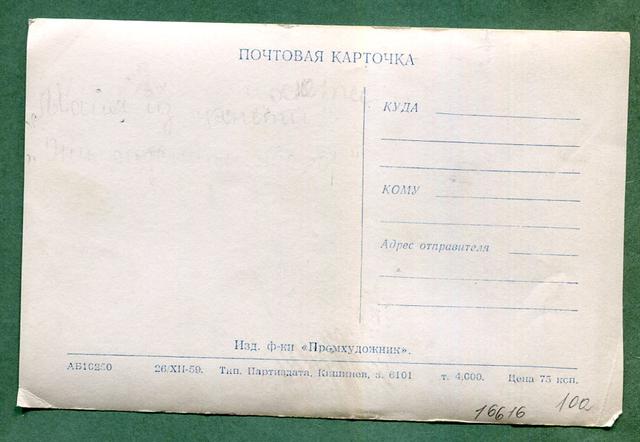 ПОЧТОВАЯ КАРТОЧКА
КУДА
КОМУ
Адрес отправителя
Изд. ф-ки «Промхудожник».
АБ10250 26/XII-59. Тип. Партиздата, Кишинев, з. 6101 т. 4,000. Цена 75 коп.
16616 100